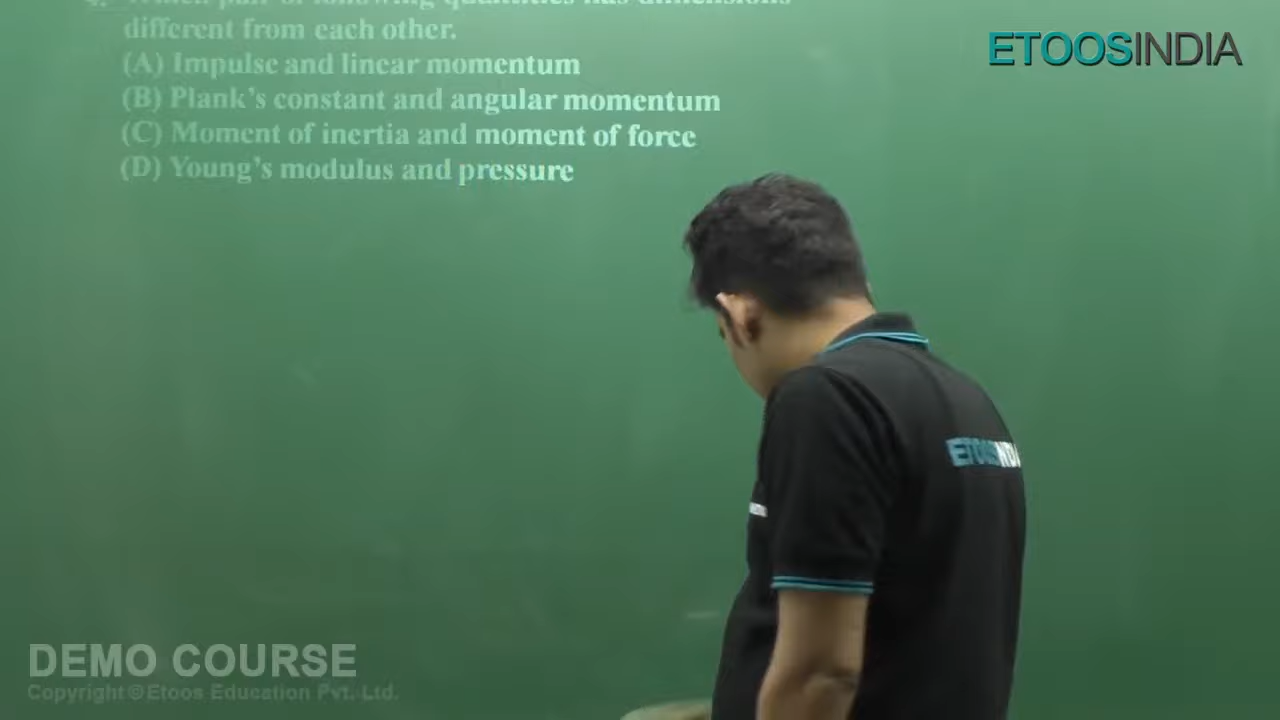 different from each other.
(A) Impulse and linear momentum
(B) Plank's constant and angular momentum
(C) Moment of inertia and moment of force
(D) Young's modulus and pressure
ETOOSINDIA
ETOOSINDIA
DEMO COURSE
Copyright © Etoos Education Pvt. Ltd.